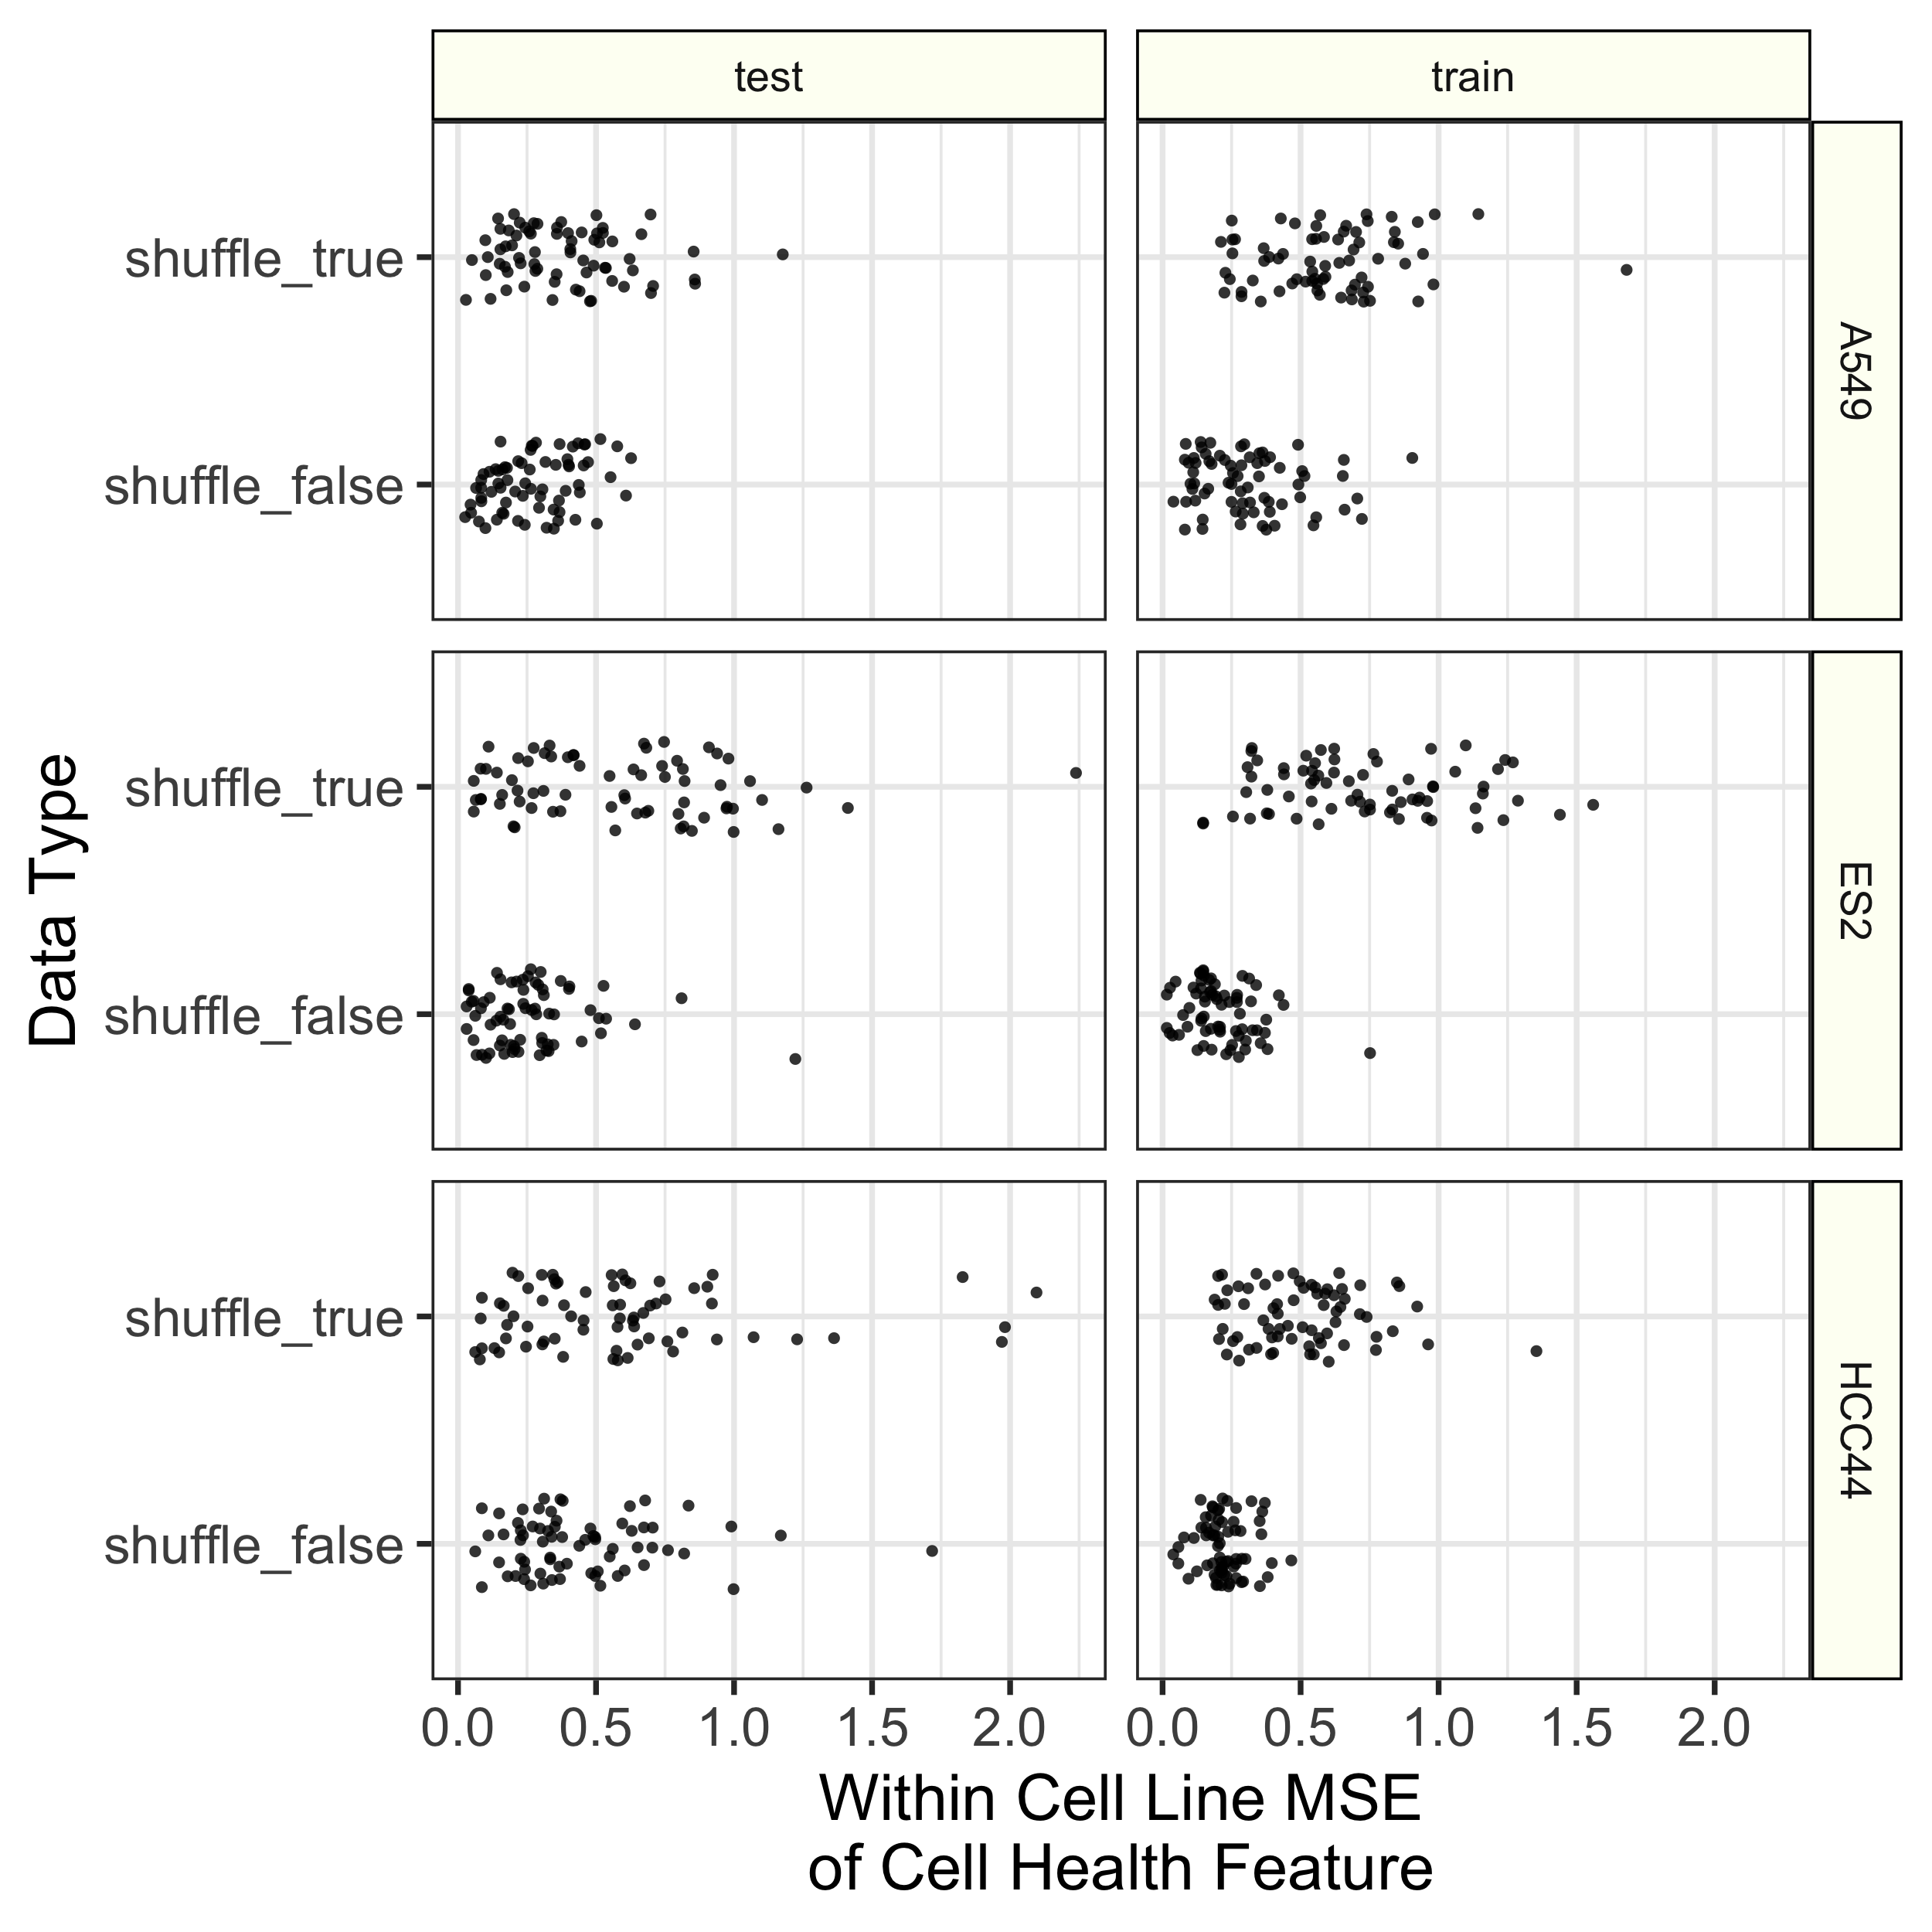 test
train
shuffle_true
shuffle_false
A549
shuffle_true
shuffle_false
ES2
shuffle_true
shuffle_false
HCC44
Data Type
0.0 0.5 1.0 1.5 2.0
0.0 0.5 1.0 1.5 2.0
Within Cell Line MSE
of Cell Health Feature